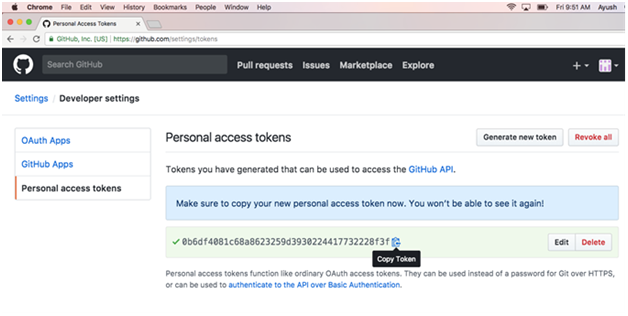 Chrome File Edit View History Bookmarks People Window Help Fri 9:51 AM Ayush
Personal Access Tokens
GitHub, Inc. [US] https://github.com/settings/tokens
Search GitHub Pull requests Issues Marketplace Explore
Settings / Developer settings
OAuth Apps
GitHub Apps
Personal access tokens
Personal access tokens Generate new token Revoke all
Tokens you have generated that can be used to access the GitHub API.
Make sure to copy your new personal access token now. You won't be able to see it again!
0b6df4081c68a8623259d3930224417732228f3f Edit Delete
Copy Token
Personal access tokens function like ordinary OAuth access tokens. They can be used instead of a password for Git over HTTPS,
or can be used to authenticate to the API over Basic Authentication.